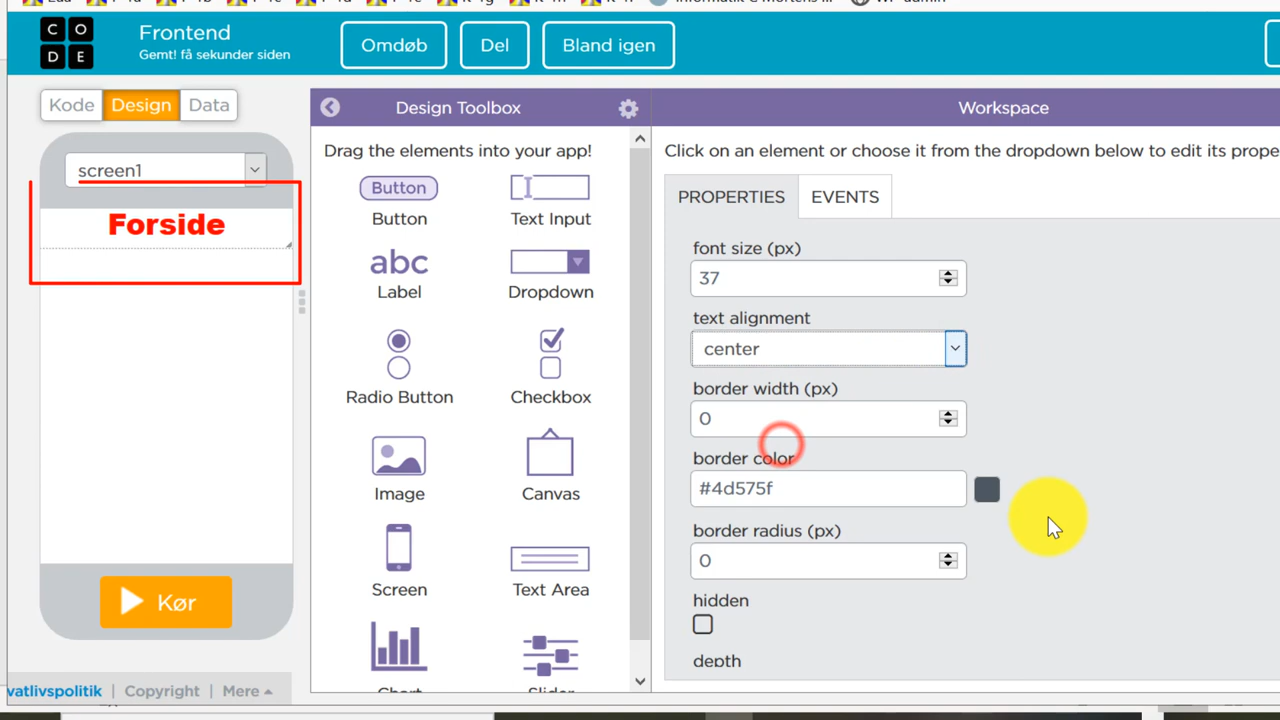 C O
D E
Frontend
Gemt! få sekunder siden
Omdøb
Del
Bland igen
Kode
Design
Data
Design Toolbox
Workspace
screen1
Forside
Kør
vatlivspolitik | Copyright | Mere
Drag the elements into your app!
Button
Button
Text Input
abc
Label
Dropdown
Radio Button
Checkbox
Image
Canvas
Screen
Text Area
Chart
Slider
Click on an element or choose it from the dropdown below to edit its prope
PROPERTIES
EVENTS
font size (px)
37
text alignment
center
border width (px)
0
border color
#4d575f
border radius (px)
0
hidden
depth